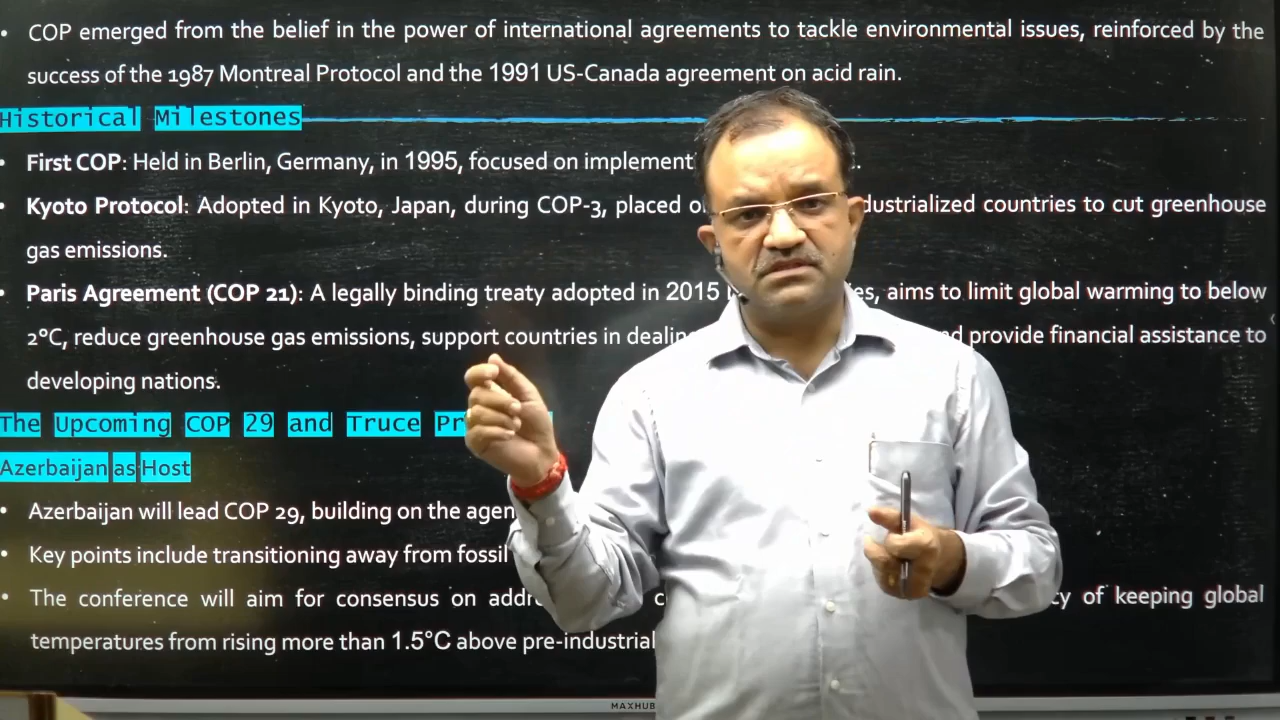 • COP emerged from the belief in the power of international agreements to tackle environmental issues, reinforced by the
success of the 1987 Montreal Protocol and the 1991 US-Canada agreement on acid rain.
Historical Milestones
• First COP: Held in Berlin, Germany, in 1995, focused on
• Kyoto Protocol: Adopted in Kyoto, Japan, during COP-3, placed countries to cut greenhouse
gas emissions.
• Paris Agreement (COP 21): A legally binding treaty adopted in 2015 aims to limit global warming to below
2°C, reduce greenhouse gas emissions, support countries in provide financial assistance to
developing nations.
The Upcoming COP 29 and Truce
Azerbaijan as Host
• Azerbaijan will lead COP 29, building on the
• Key points include transitioning away from fossil
• The conference will aim for consensus on of keeping global
temperatures from rising more than 1.5°C above pre-industrial
MAXHUB